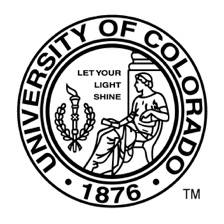 UNIVERSITY OF COLORADO
LET YOUR
LIGHT
SHINE
• 1876 •
TM